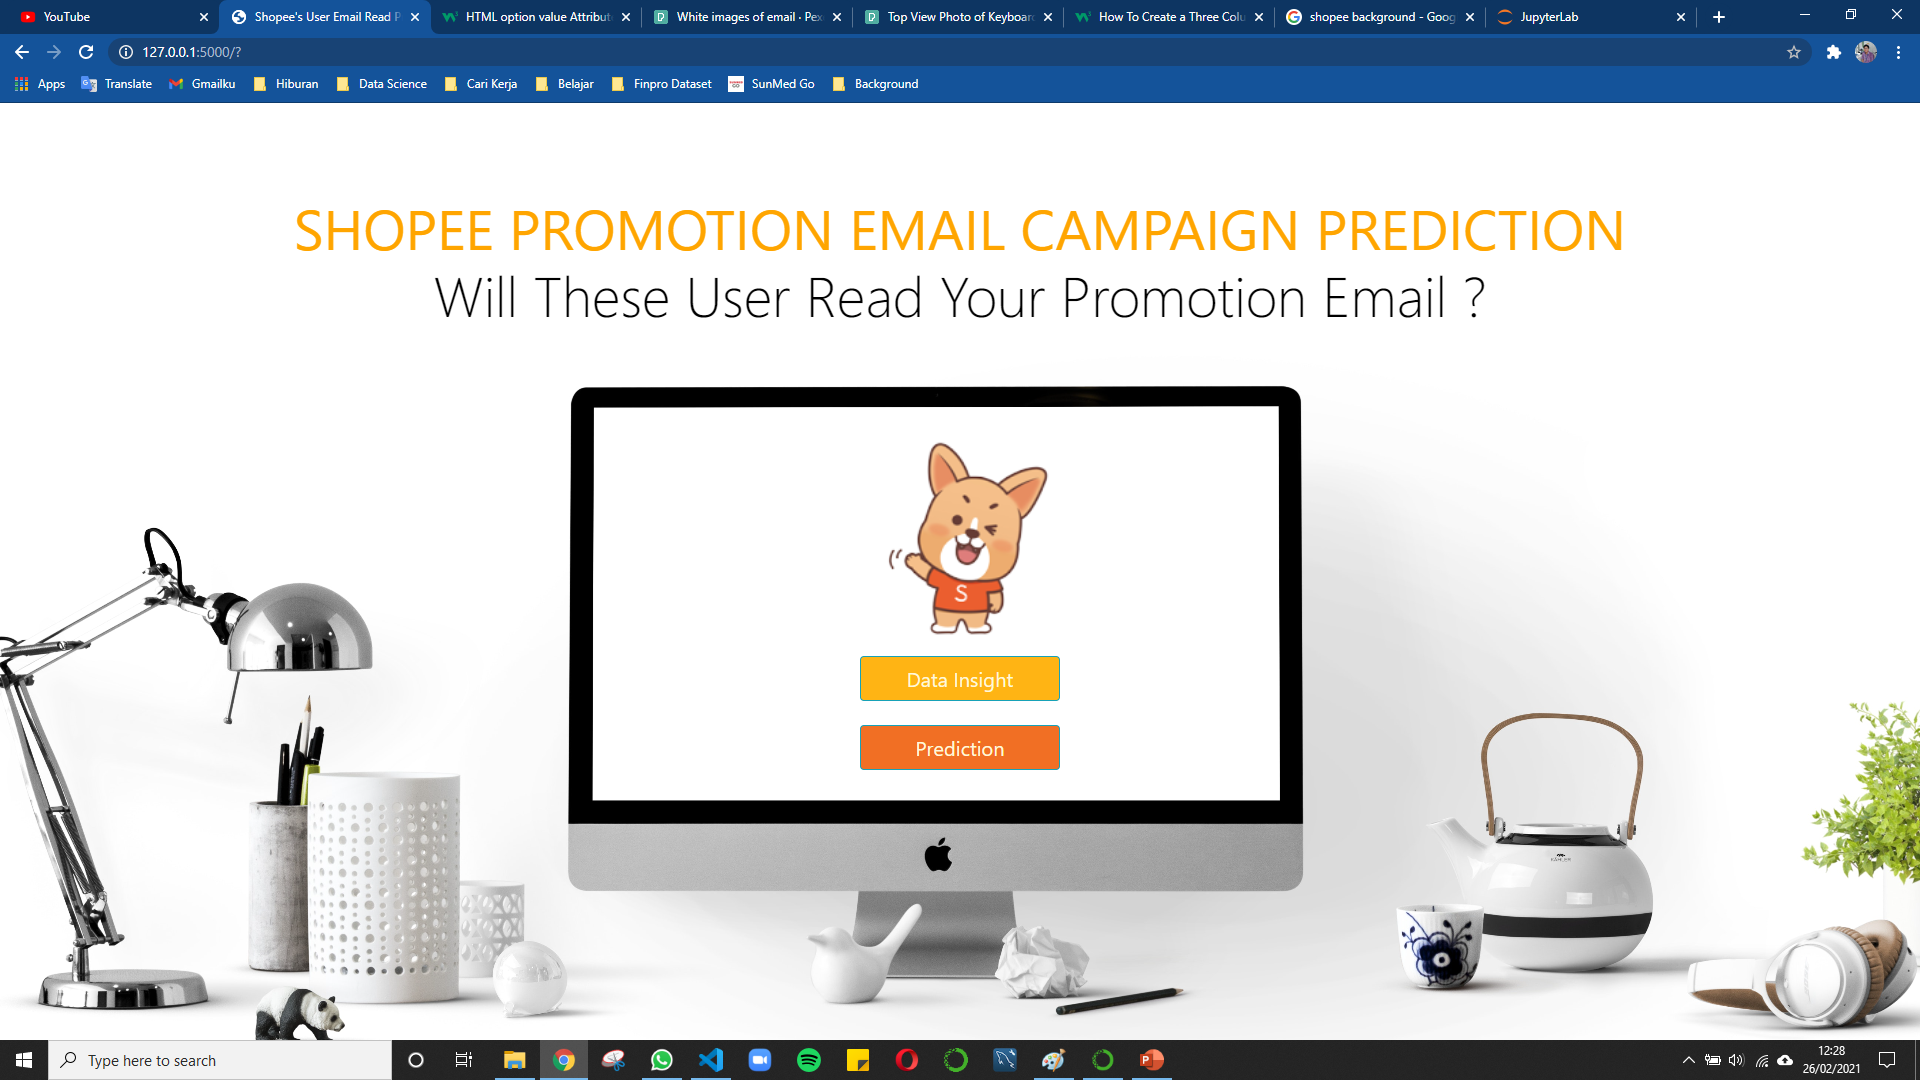 YouTube
Shopee's User Email Read P
HTML option value Attribut
White images of email · Pex
Top View Photo of Keyboard
How To Create a Three Colu
shopee background - Goog
JupyterLab
127.0.0.1:5000/?
Apps
Translate
Gmailku
Hiburan
Data Science
Cari Kerja
Belajar
Finpro Dataset
SunMed Go
Background
SHOPEE PROMOTION EMAIL CAMPAIGN PREDICTION
Will These User Read Your Promotion Email ?
S
Data Insight
Prediction
Type here to search
12:28
26/02/2021